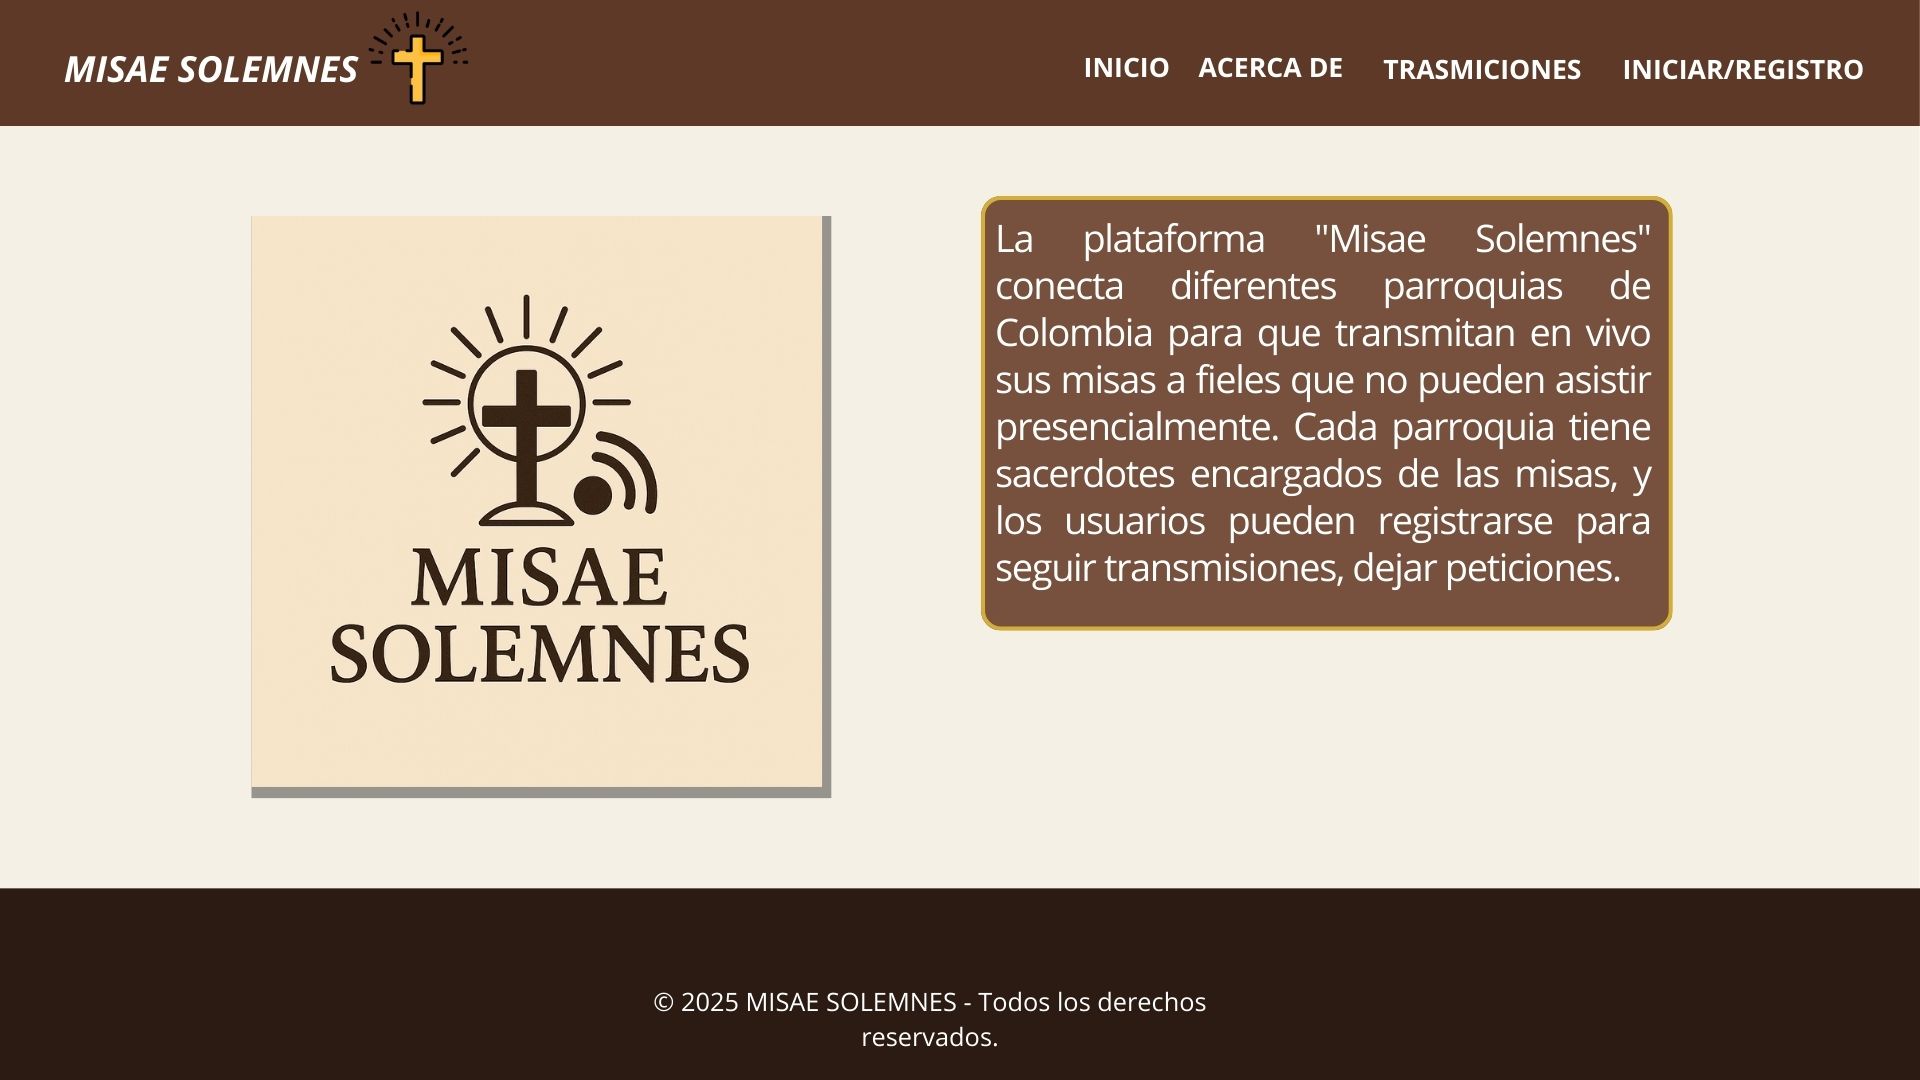 MISAE SOLEMNES
INICIO
ACERCA DE
TRASMICIONES
INICIAR/REGISTRO
MISAE
SOLEMNES
La plataforma "Misae Solemnes"
conecta diferentes parroquias de
Colombia para que transmitan en vivo
sus misas a fieles que no pueden asistir
presencialmente. Cada parroquia tiene
sacerdotes encargados de las misas, y
los usuarios pueden registrarse para
seguir transmisiones, dejar peticiones.
© 2025 MISAE SOLEMNES - Todos los derechos
reservados.